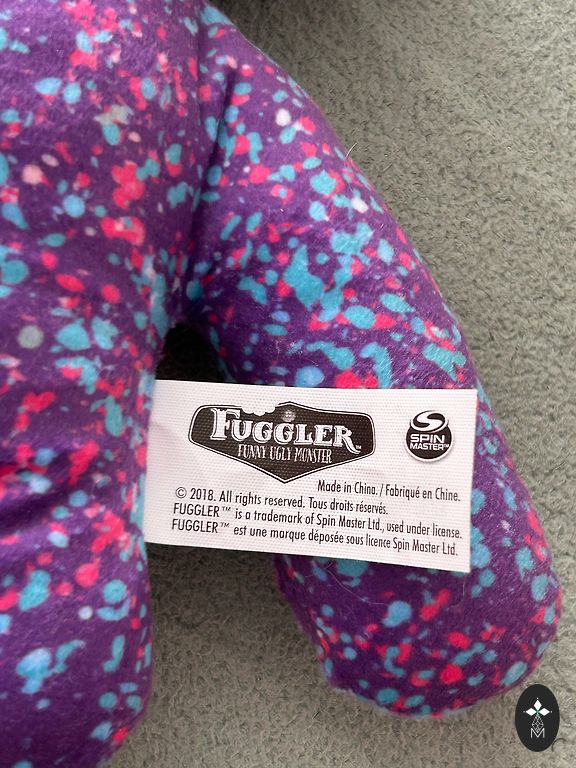 FUGGLER
FUNNY UGLY MONSTER
SPIN
MASTER™
Made in China. / Fabriqué en Chine.
© 2018. All rights reserved. Tous droits réservés.
FUGGLER™ is a trademark of Spin Master Ltd., used under license.
FUGGLER™ est une marque déposée sous licence Spin Master Ltd.
M